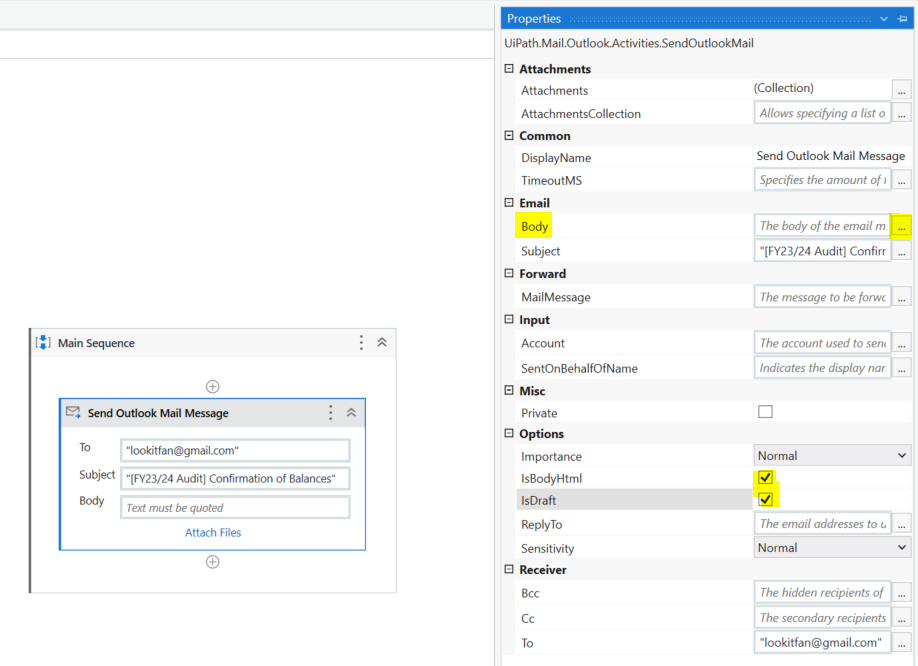 Main Sequence
Send Outlook Mail Message
To
"lookitfan@gmail.com"
Subject
"[FY23/24 Audit] Confirmation of Balances"
Body
Text must be quoted
Attach Files
Properties
UiPath.Mail.Outlook.Activities.SendOutlookMail
Attachments
Attachments (Collection) ...
AttachmentsCollection Allows specifying a list o ...
Common
DisplayName Send Outlook Mail Message
TimeoutMS Specifies the amount of t ...
Email
Body The body of the email m ...
Subject "[FY23/24 Audit] Confirr ...
Forward
MailMessage The message to be forwa ...
Input
Account The account used to sen ...
SentOnBehalfOfName Indicates the display nar ...
Misc
Private
Options
Importance Normal
IsBodyHtml
IsDraft
ReplyTo The email addresses to u ...
Sensitivity Normal
Receiver
Bcc The hidden recipients of ...
Cc The secondary recipients ...
To "lookitfan@gmail.com" ...